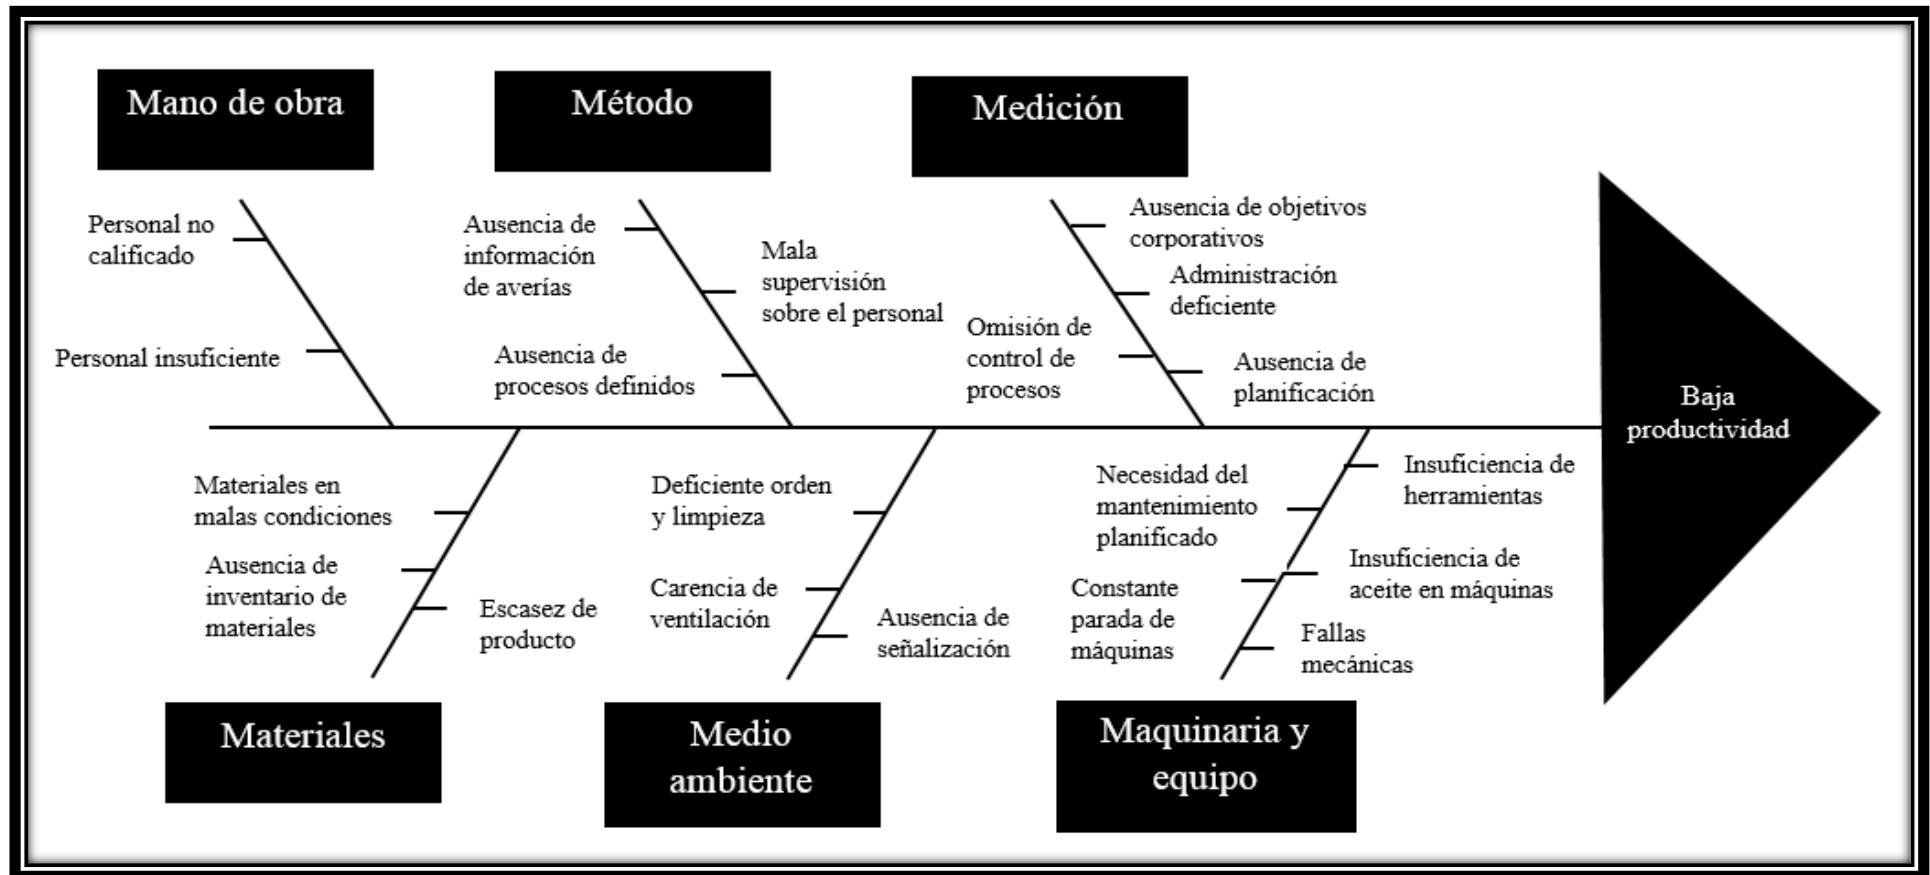 Mano de obra
Método
Medición
Personal no
calificado
Personal insuficiente
Ausencia de
información
de averías
Mala
supervisión
sobre el personal
Ausencia de
procesos definidos
Ausencia de objetivos
corporativos
Administración
deficiente
Omisión de
control de
procesos
Ausencia de
planificación
Baja
productividad
Materiales en
malas condiciones
Ausencia de
inventario de
materiales
Escasez de
producto
Deficiente orden
y limpieza
Carencia de
ventilación
Ausencia de
señalización
Necesidad del
mantenimiento
planificado
Insuficiencia de
herramientas
Constante
parada de
máquinas
Insuficiencia de
aceite en máquinas
Fallas
mecánicas
Materiales
Medio
ambiente
Maquinaria y
equipo